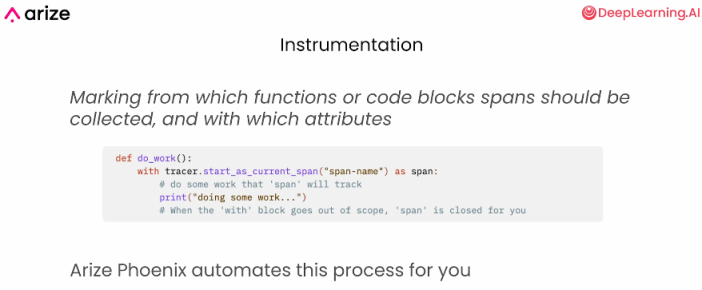 arize
DeepLearning.AI
Instrumentation
Marking from which functions or code blocks spans should be
collected, and with which attributes
def do_work():
    with tracer.start_as_current_span("span-name") as span:
        # do some work that 'span' will track
        print("doing some work...")
        # When the 'with' block goes out of scope, 'span' is closed for you
Arize Phoenix automates this process for you